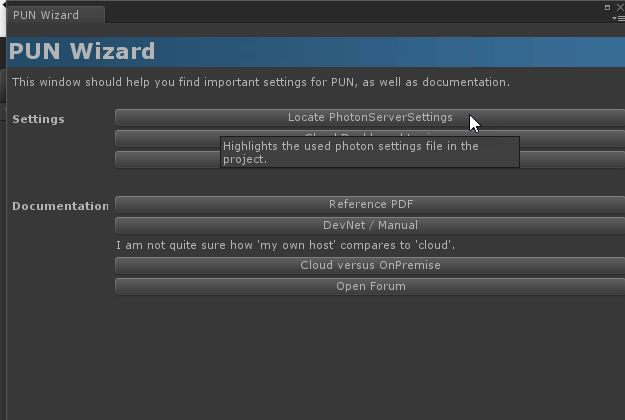 PUN Wizard
PUN Wizard
This window should help you find important settings for PUN, as well as documentation.
Settings
Locate PhotonServerSettings
Highlights the used photon settings file in the
project.
Documentation
Reference PDF
DevNet / Manual
I am not quite sure how 'my own host' compares to 'cloud'.
Cloud versus OnPremise
Open Forum